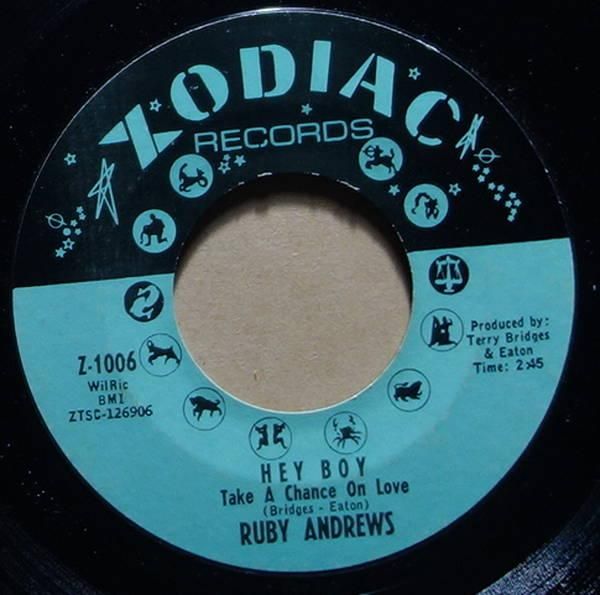 ZODIAC
RECORDS
Z-1006
WilRic
BMI
ZTSC-126906
Produced by:
Terry Bridges
& Eaton
Time: 2:45
HEY BOY
Take A Chance On Love
(Bridges - Eaton)
RUBY ANDREWS